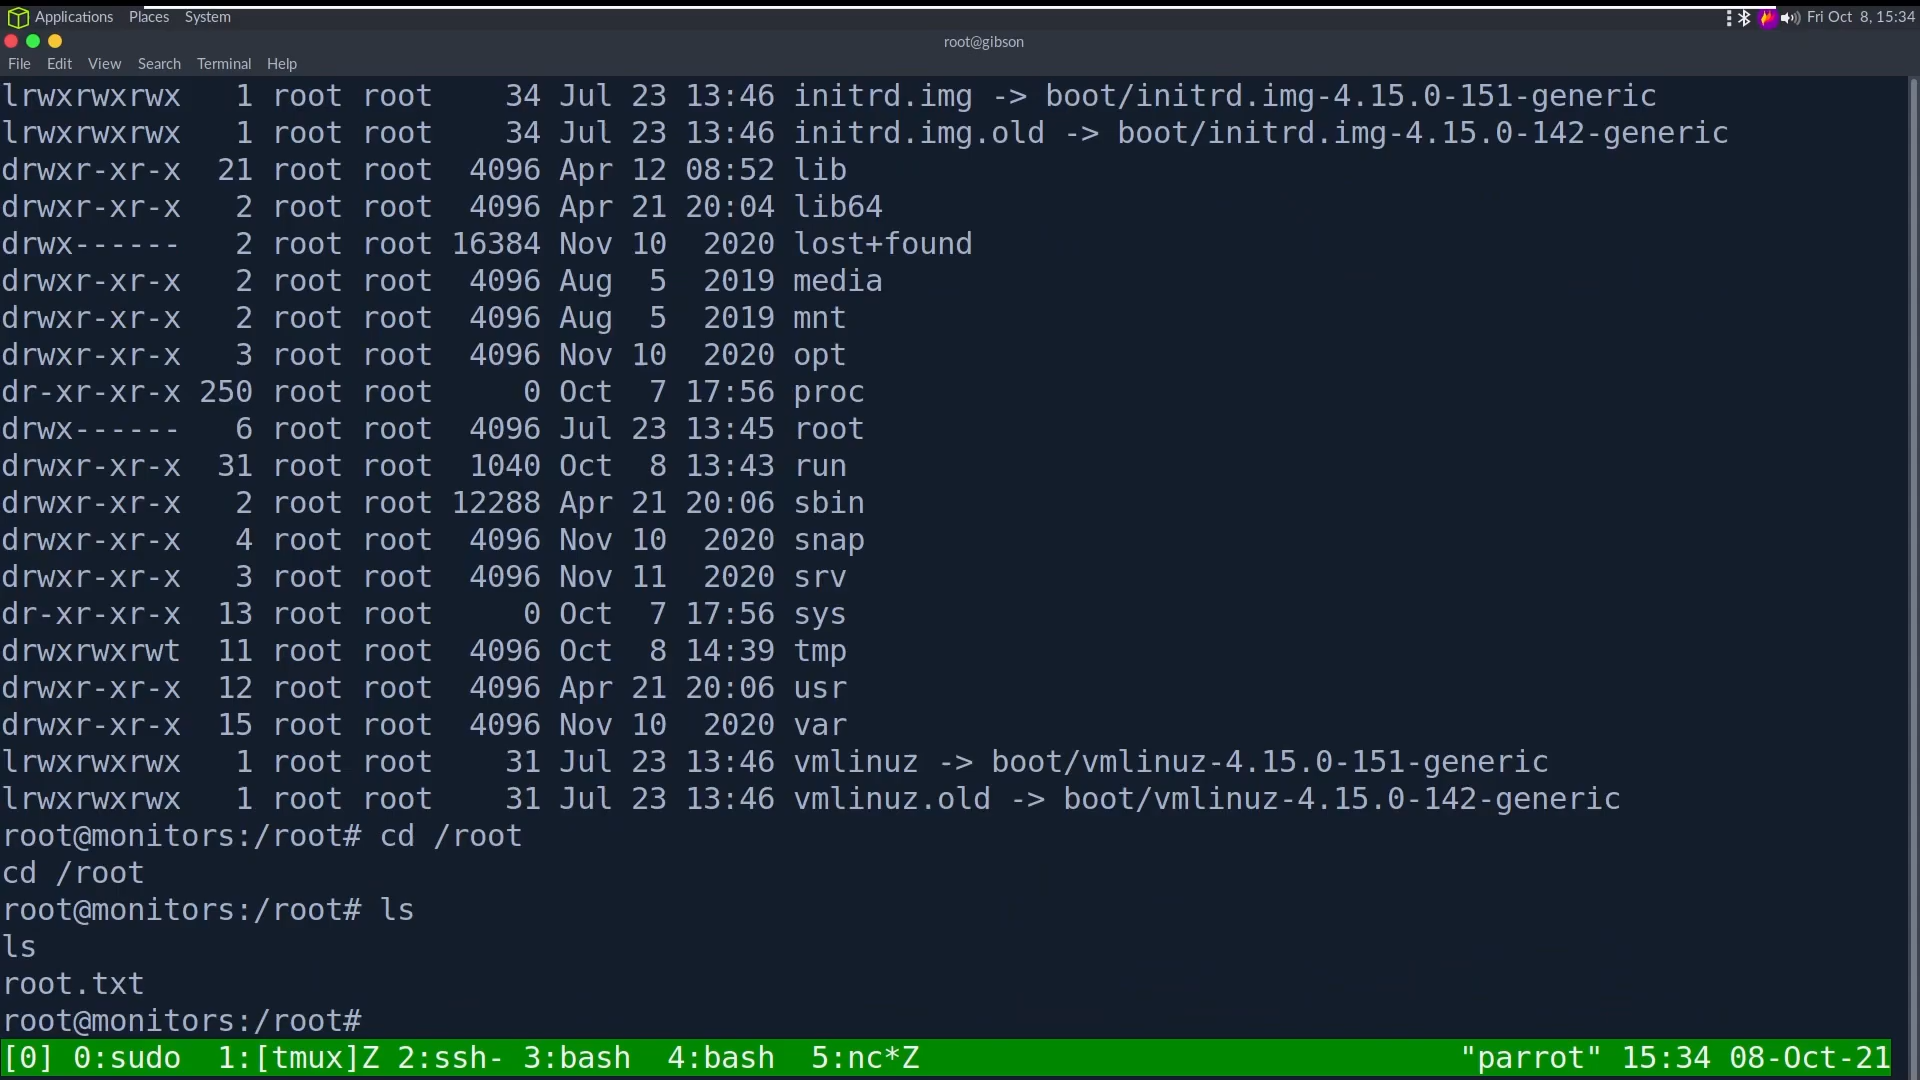 Applications Places System Fri Oct 8, 15:34
root@gibson
File Edit View Search Terminal Help
lrwxrwxrwx   1 root root    34 Jul 23 13:46 initrd.img -> boot/initrd.img-4.15.0-151-generic
lrwxrwxrwx   1 root root    34 Jul 23 13:46 initrd.img.old -> boot/initrd.img-4.15.0-142-generic
drwxr-xr-x  21 root root  4096 Apr 12 08:52 lib
drwxr-xr-x   2 root root  4096 Apr 21 20:04 lib64
drwx------   2 root root 16384 Nov 10  2020 lost+found
drwxr-xr-x   2 root root  4096 Aug  5  2019 media
drwxr-xr-x   2 root root  4096 Aug  5  2019 mnt
drwxr-xr-x   3 root root  4096 Nov 10  2020 opt
dr-xr-xr-x 250 root root     0 Oct  7 17:56 proc
drwx------   6 root root  4096 Jul 23 13:45 root
drwxr-xr-x  31 root root  1040 Oct  8 13:43 run
drwxr-xr-x   2 root root 12288 Apr 21 20:06 sbin
drwxr-xr-x   4 root root  4096 Nov 10  2020 snap
drwxr-xr-x   3 root root  4096 Nov 11  2020 srv
dr-xr-xr-x  13 root root     0 Oct  7 17:56 sys
drwxrwxrwt  11 root root  4096 Oct  8 14:39 tmp
drwxr-xr-x  12 root root  4096 Apr 21 20:06 usr
drwxr-xr-x  15 root root  4096 Nov 10  2020 var
lrwxrwxrwx   1 root root    31 Jul 23 13:46 vmlinuz -> boot/vmlinuz-4.15.0-151-generic
lrwxrwxrwx   1 root root    31 Jul 23 13:46 vmlinuz.old -> boot/vmlinuz-4.15.0-142-generic
root@monitors:/root# cd /root
cd /root
root@monitors:/root# ls
ls
root.txt
root@monitors:/root#
[0] 0:sudo  1:[tmux]Z 2:ssh- 3:bash  4:bash  5:nc*Z "parrot" 15:34 08-Oct-21